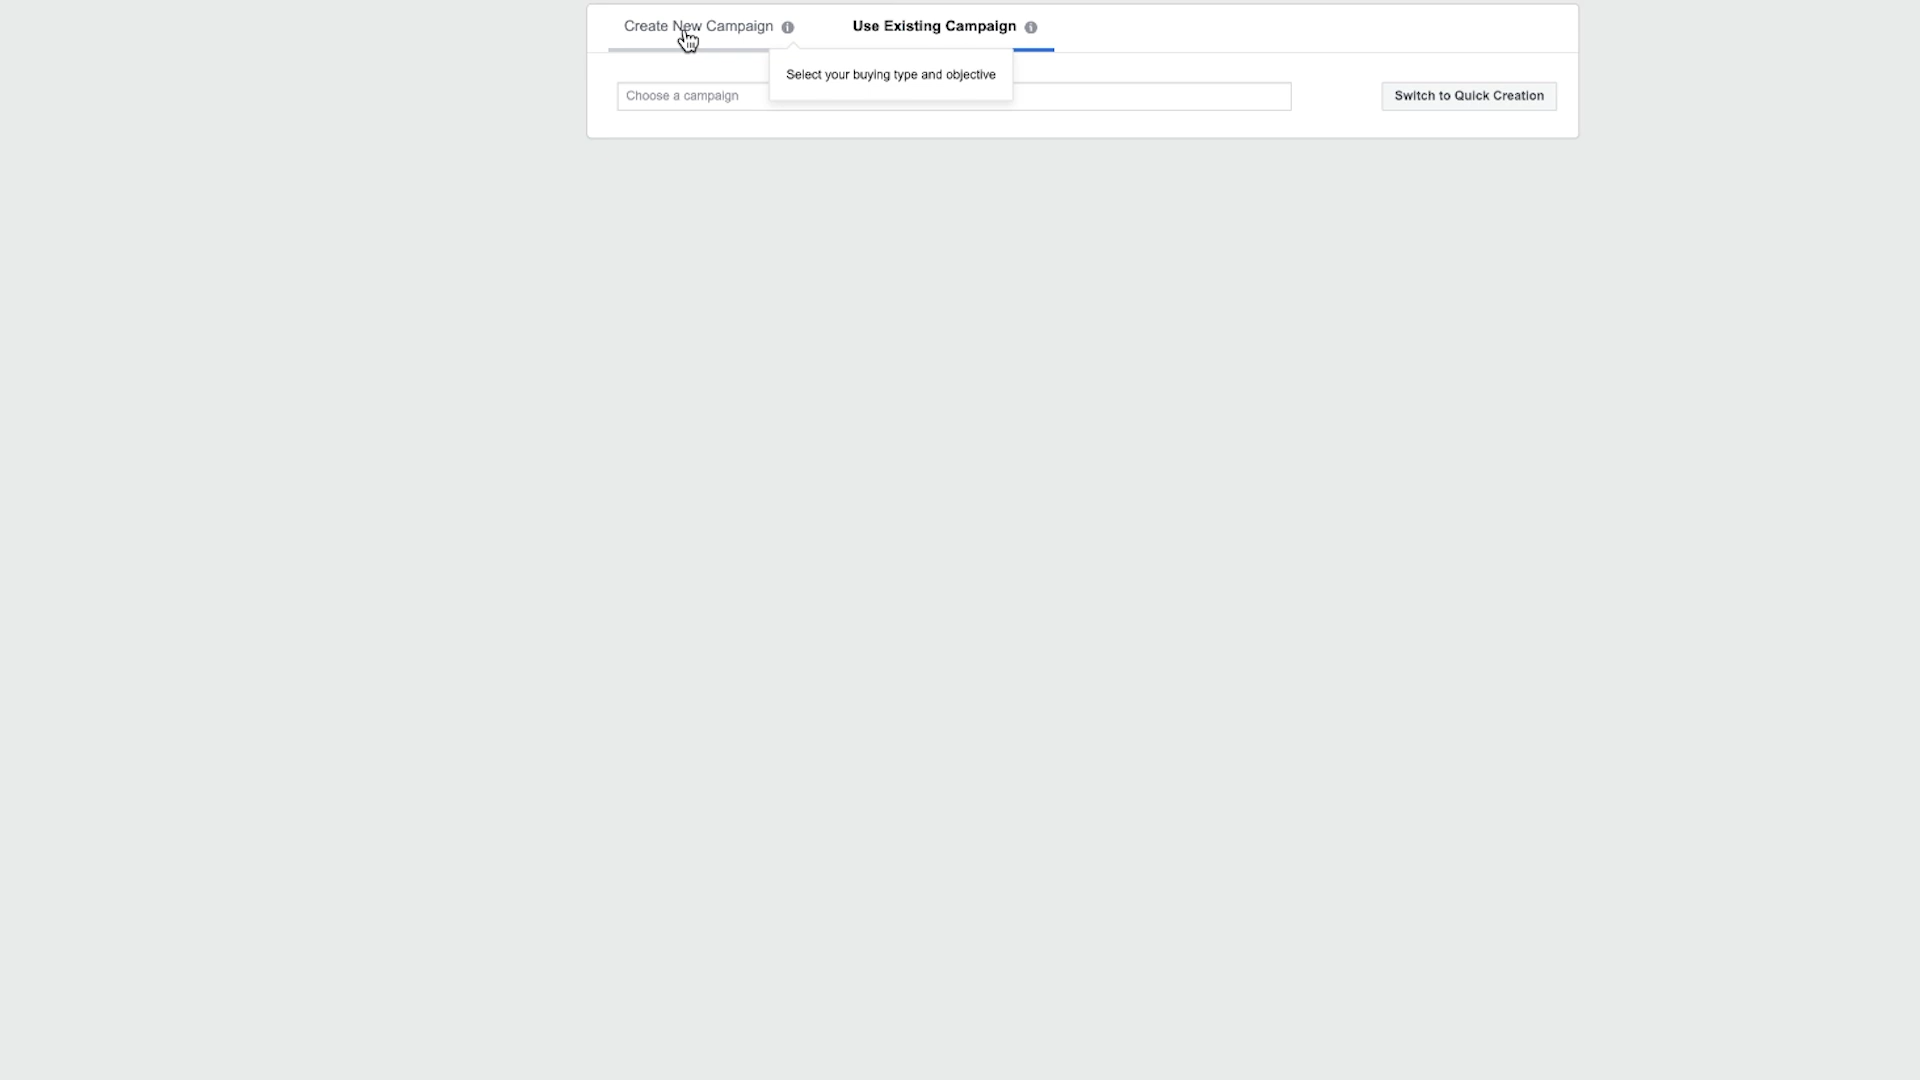 Create New Campaign
Use Existing Campaign
Select your buying type and objective
Choose a campaign
Switch to Quick Creation